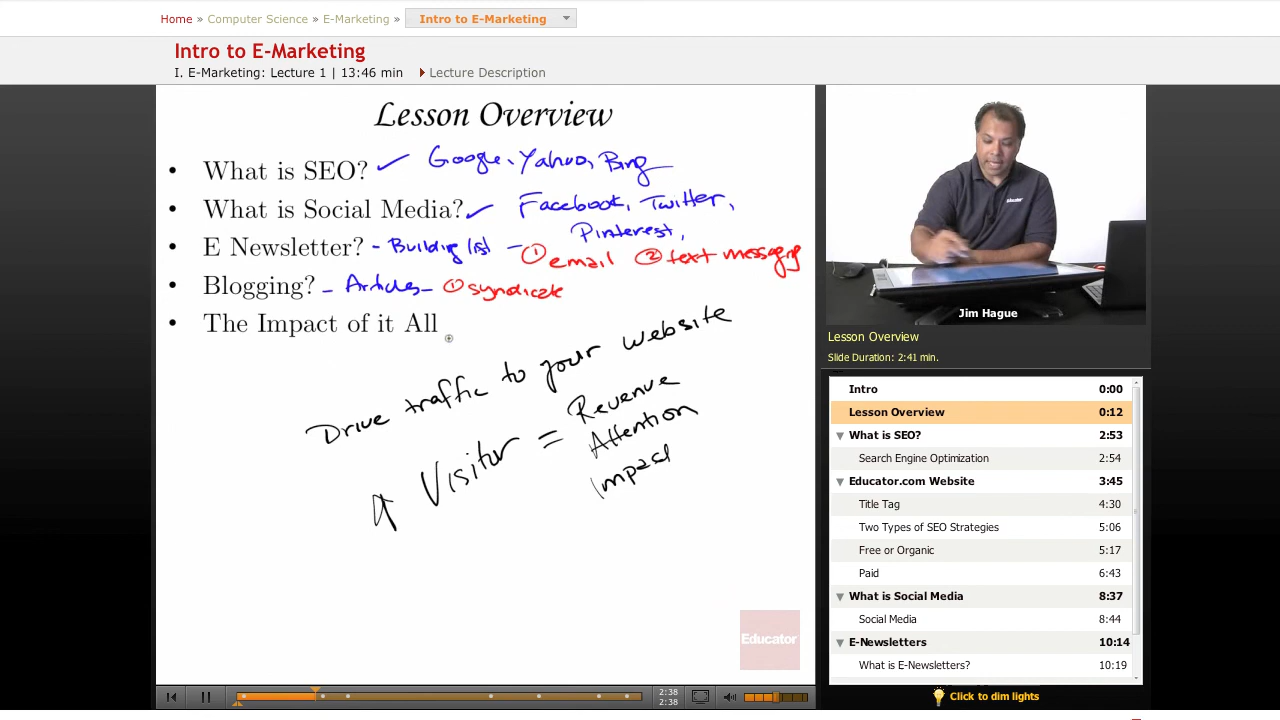 Home » Computer Science » E-Marketing » Intro to E-Marketing
Intro to E-Marketing
I. E-Marketing: Lecture 1 | 13:46 min Lecture Description
Lesson Overview
• What is SEO? Google, Yahoo, Bing
• What is Social Media? Facebook, Twitter,
Pinterest,
• E Newsletter? - Building list - ① email ② text messaging
• Blogging? - Articles - ① syndicate
• The Impact of it All
Drive traffic to your website
↑ Visitor = Revenue
Attention
Impact
Educator
2:38
2:38
Educator
Jim Hague
Lesson Overview
Slide Duration: 2:41 min.
Intro 0:00
Lesson Overview 0:12
What is SEO? 2:53
Search Engine Optimization 2:54
Educator.com Website 3:45
Title Tag 4:30
Two Types of SEO Strategies 5:06
Free or Organic 5:17
Paid 6:43
What is Social Media 8:37
Social Media 8:44
E-Newsletters 10:14
What is E-Newsletters? 10:19
Click to dim lights